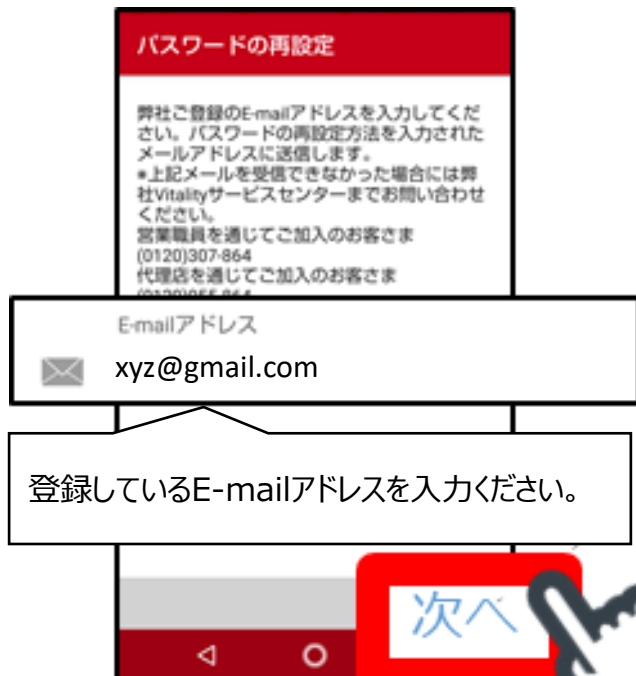 パスワードの再設定
弊社ご登録のE-mailアドレスを入力してくだ
さい。パスワードの再設定方法を入力された
メールアドレスに送信します。
*上記メールを受信できなかった場合には弊
社Vitalityサービスセンターまでお問い合わせ
ください。
営業職員を通じてご加入のお客さま
(0120)307-864
代理店を通じてご加入のお客さま
E-mailアドレス
xyz@gmail.com
登録しているE-mailアドレスを入力ください。
次へ